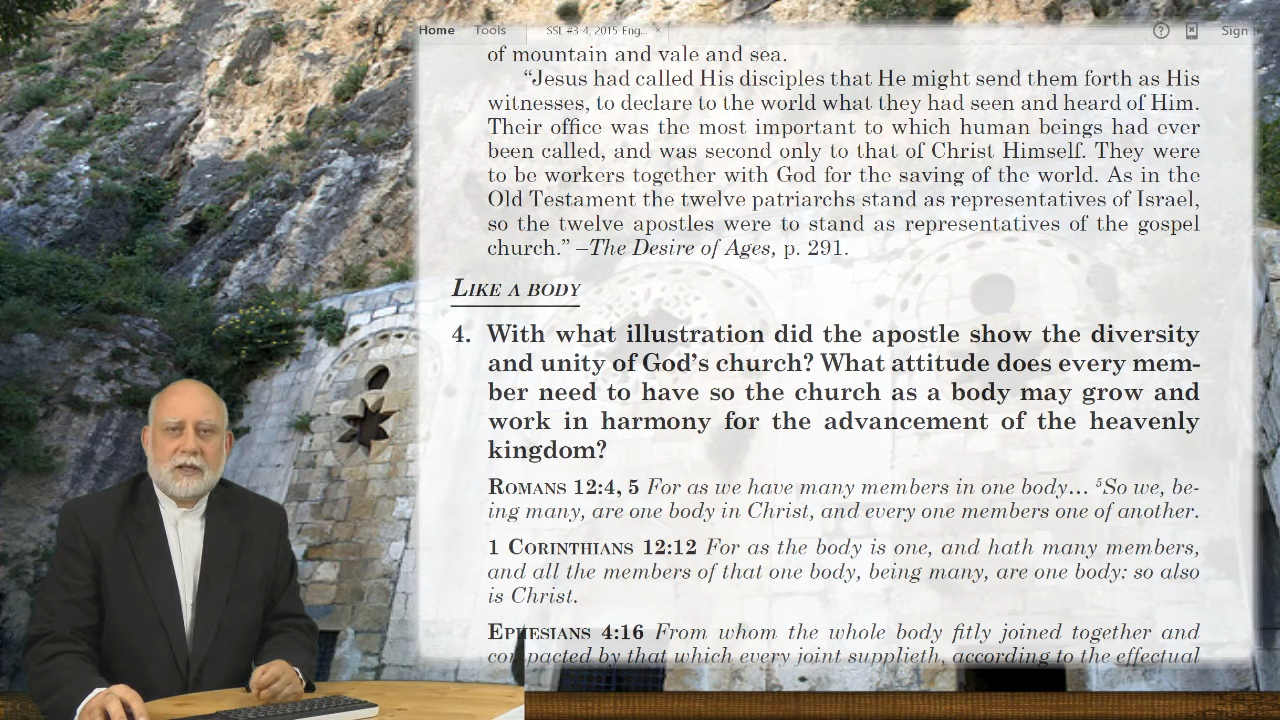 Home Tools SSL #3-4, 2015 Eng... × Sign
of mountain and vale and sea.
“Jesus had called His disciples that He might send them forth as His
witnesses, to declare to the world what they had seen and heard of Him.
Their office was the most important to which human beings had ever
been called, and was second only to that of Christ Himself. They were
to be workers together with God for the saving of the world. As in the
Old Testament the twelve patriarchs stand as representatives of Israel,
so the twelve apostles were to stand as representatives of the gospel
church.” –The Desire of Ages, p. 291.
LIKE A BODY
4. With what illustration did the apostle show the diversity
and unity of God’s church? What attitude does every mem-
ber need to have so the church as a body may grow and
work in harmony for the advancement of the heavenly
kingdom?
ROMANS 12:4, 5 For as we have many members in one body… ⁵So we, be-
ing many, are one body in Christ, and every one members one of another.
1 CORINTHIANS 12:12 For as the body is one, and hath many members,
and all the members of that one body, being many, are one body: so also
is Christ.
EPHESIANS 4:16 From whom the whole body fitly joined together and
compacted by that which every joint supplieth, according to the effectual